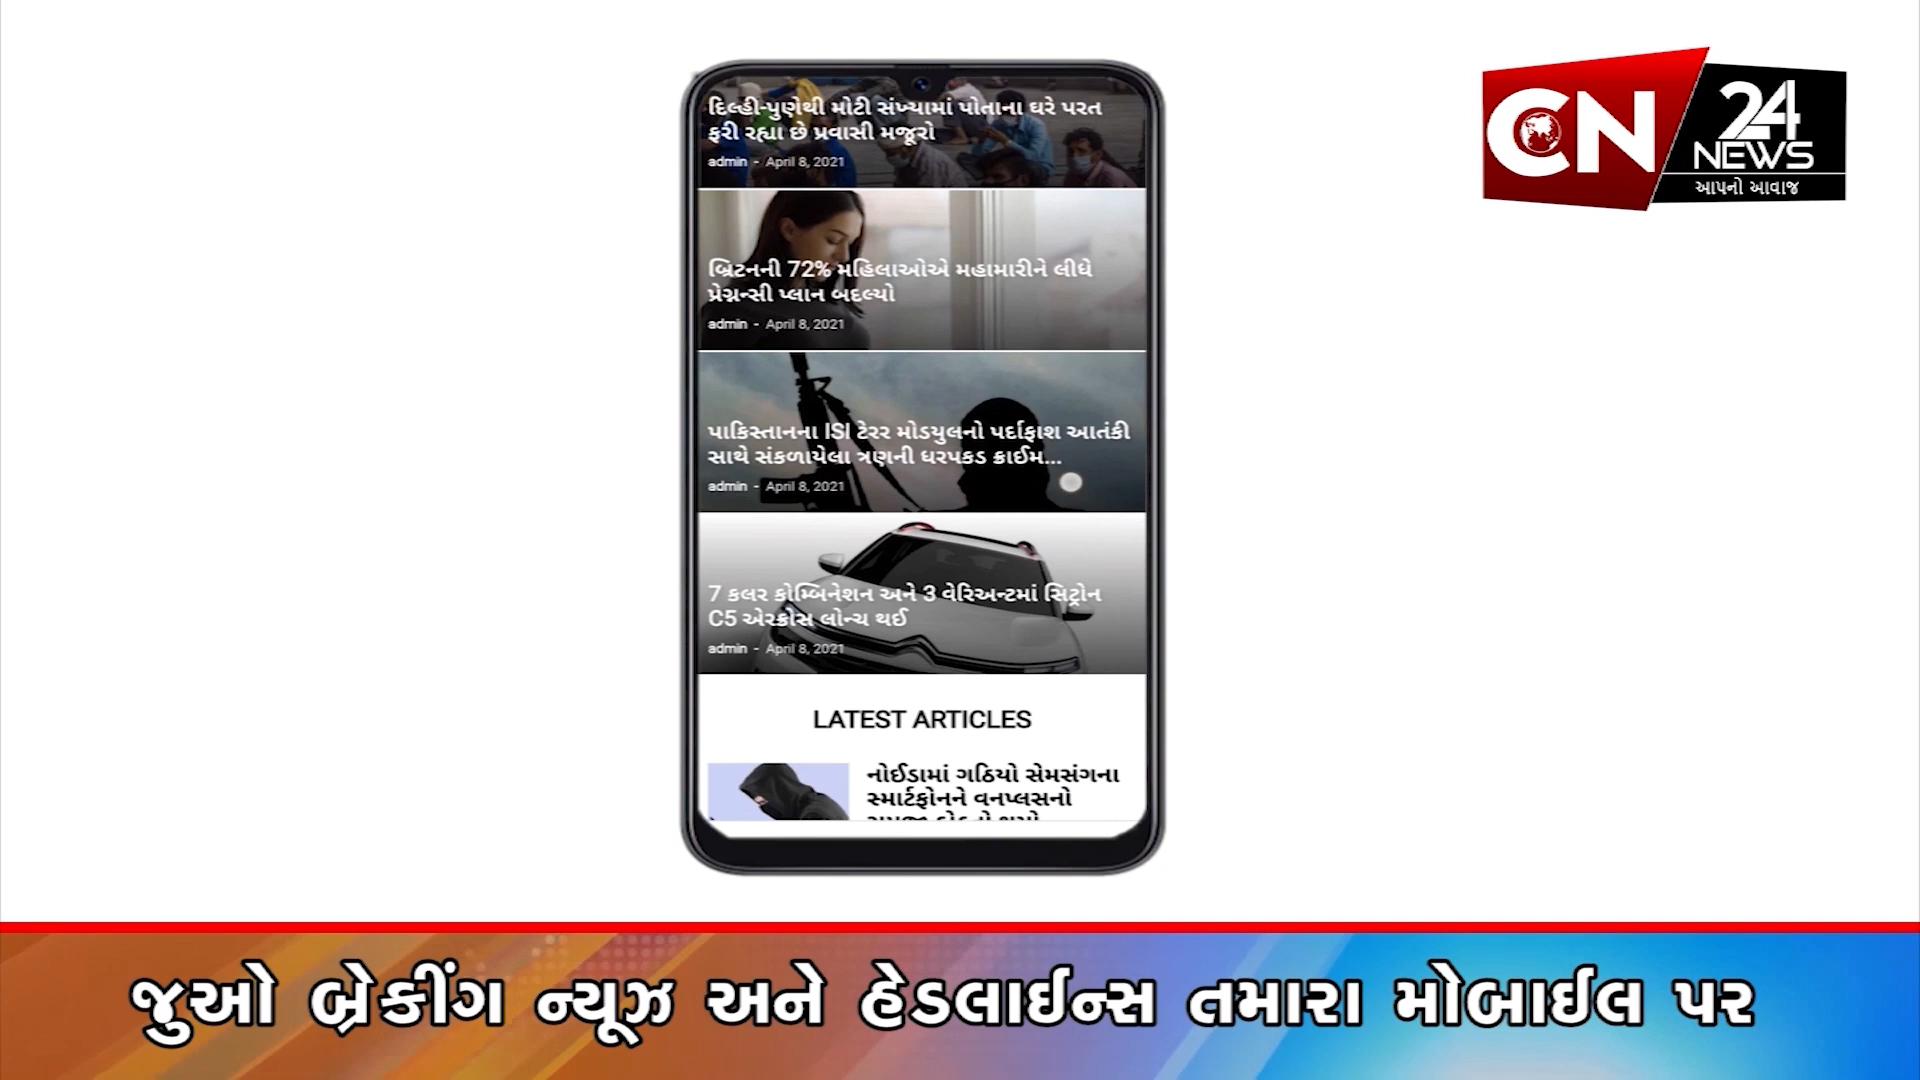 દિલ્હી-પુણેથી મોટી સંખ્યામાં પોતાના ઘરે પરત
ફરી રહ્યા છે પ્રવાસી મજૂરો
admin - April 8, 2021
બ્રિટનની 72% મહિલાઓએ મહામારીને લીધે
પ્રેગ્નન્સી પ્લાન બદલ્યો
admin - April 8, 2021
પાકિસ્તાનના ISI ટેરર મોડયુલનો પર્દાફાશ આતંકી
સાથે સંકળાયેલા ત્રણની ધરપકડ ક્રાઈમ...
admin - April 8, 2021
7 કલર કોમ્બિનેશન અને 3 વેરિઅન્ટમાં સિટ્રોન
C5 એરક્રોસ લોન્ચ થઈ
admin - April 8, 2021
LATEST ARTICLES
નોઈડામાં ગઠિયો સેમસંગના
સ્માર્ટફોનને વનપ્લસનો
CN 24
NEWS
આપનો આવાજ
જુઓ બ્રેકીંગ ન્યૂઝ અને હેડલાઈન્સ તમારા મોબાઈલ પર